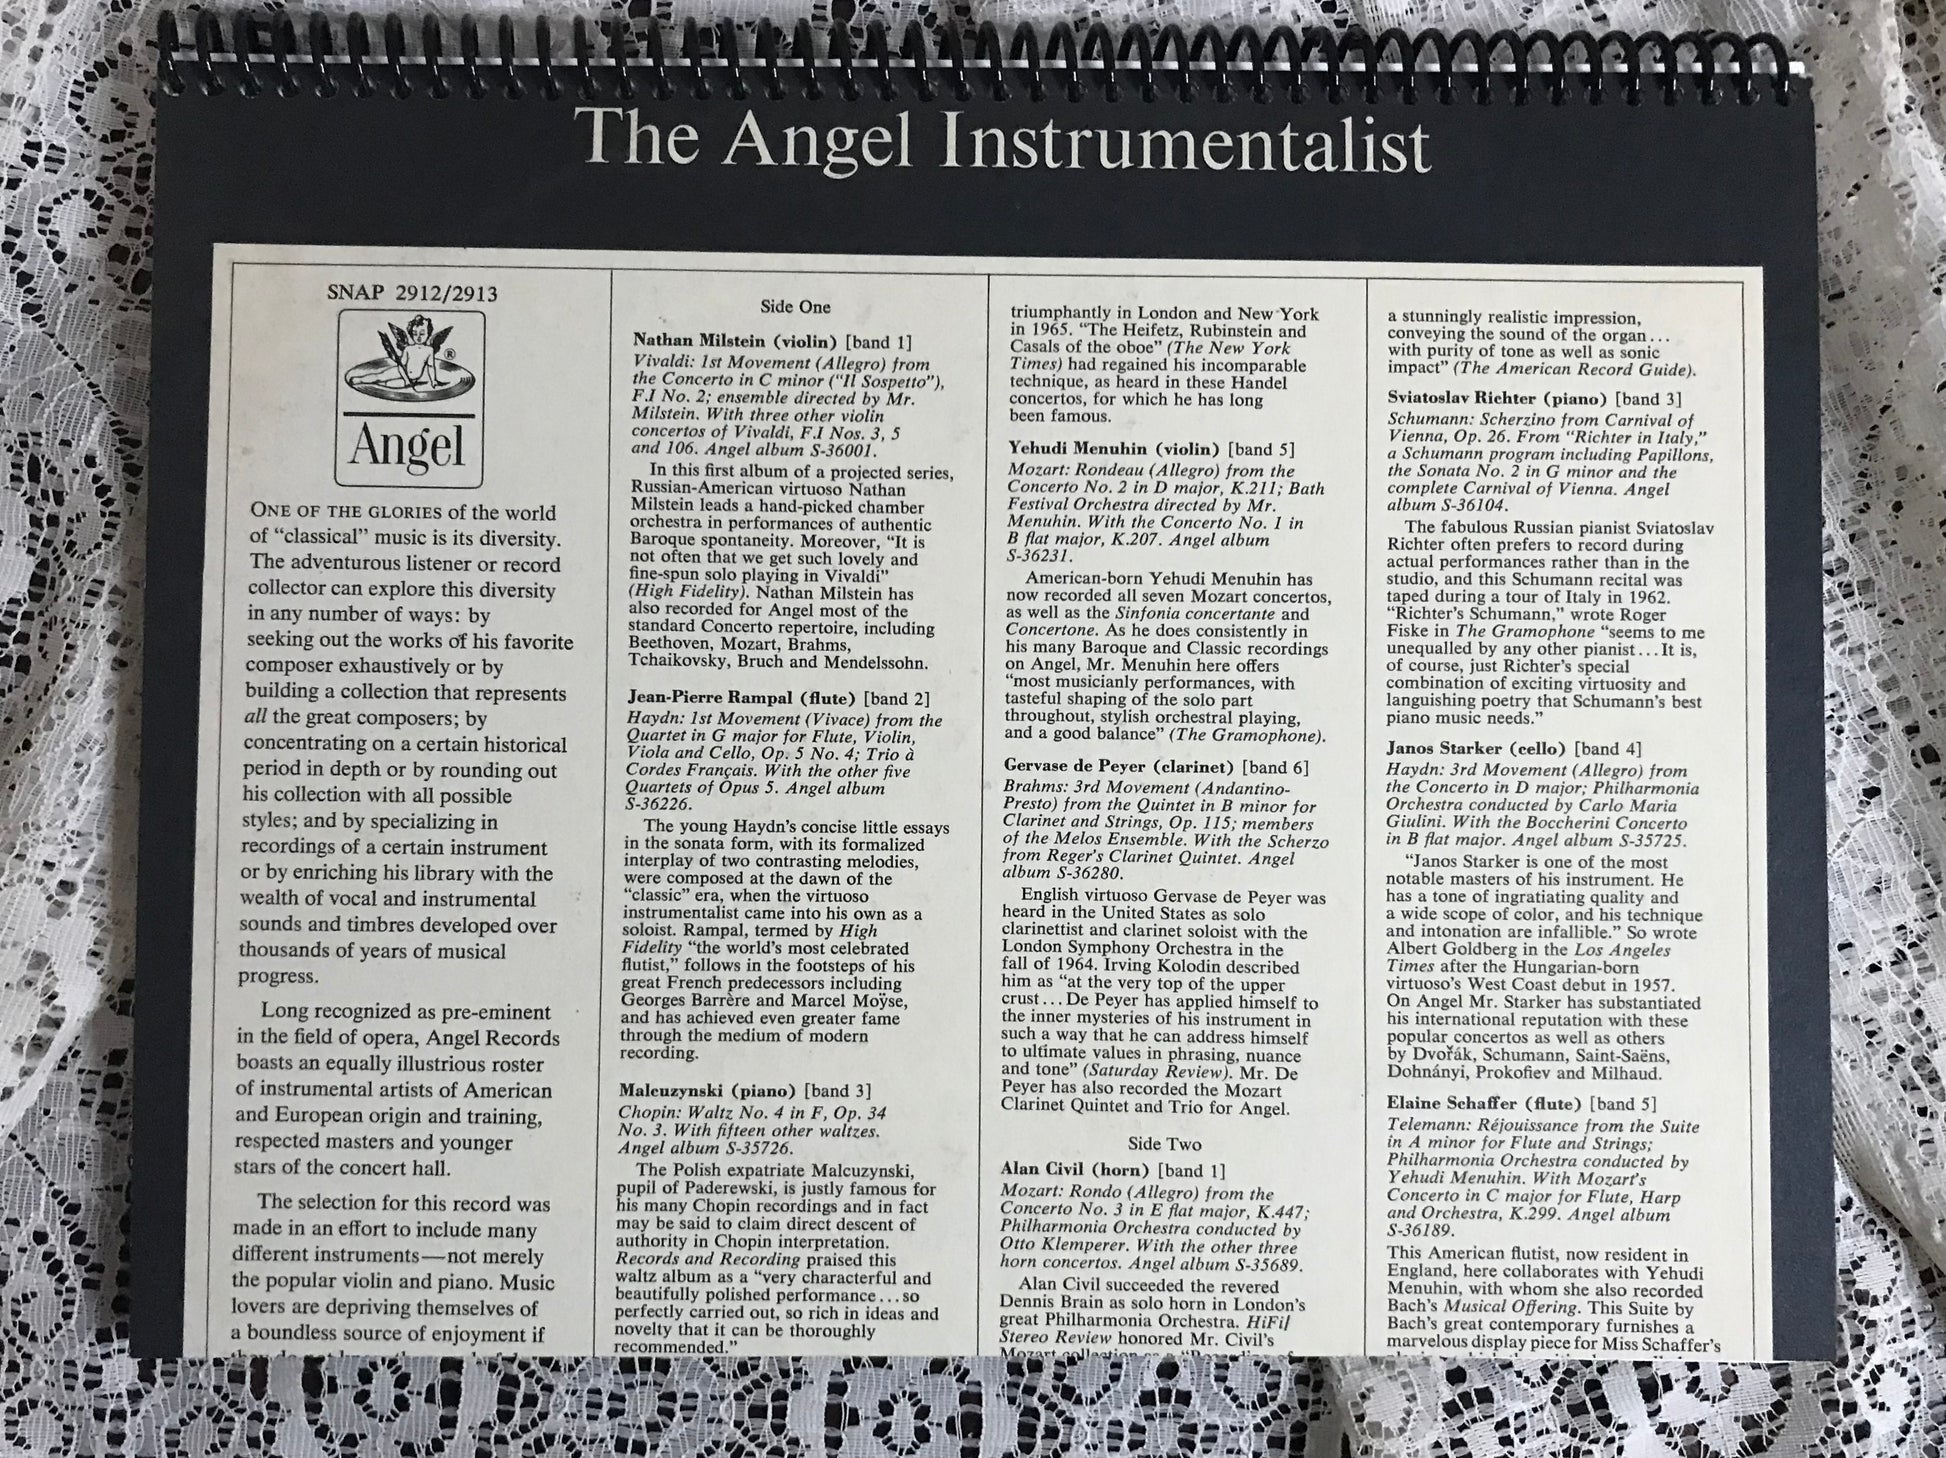 The Angel Instrumentalist
SNAP 2912/2913
®
Angel
ONE OF THE GLORIES of the world
of “classical” music is its diversity.
The adventurous listener or record
collector can explore this diversity
in any number of ways: by
seeking out the works of his favorite
composer exhaustively or by
building a collection that represents
all the great composers; by
concentrating on a certain historical
period in depth or by rounding out
his collection with all possible
styles; and by specializing in
recordings of a certain instrument
or by enriching his library with the
wealth of vocal and instrumental
sounds and timbres developed over
thousands of years of musical
progress.
Long recognized as pre-eminent
in the field of opera, Angel Records
boasts an equally illustrious roster
of instrumental artists of American
and European origin and training,
respected masters and younger
stars of the concert hall.
The selection for this record was
made in an effort to include many
different instruments—not merely
the popular violin and piano. Music
lovers are depriving themselves of
a boundless source of enjoyment if
Side One
Nathan Milstein (violin) [band 1]
Vivaldi: 1st Movement (Allegro) from
the Concerto in C minor (“Il Sospetto”),
F.I No. 2; ensemble directed by Mr.
Milstein. With three other violin
concertos of Vivaldi, F.I Nos. 3, 5
and 106. Angel album S-36001.
In this first album of a projected series,
Russian-American virtuoso Nathan
Milstein leads a hand-picked chamber
orchestra in performances of authentic
Baroque spontaneity. Moreover, “It is
not often that we get such lovely and
fine-spun solo playing in Vivaldi”
(High Fidelity). Nathan Milstein has
also recorded for Angel most of the
standard Concerto repertoire, including
Beethoven, Mozart, Brahms,
Tchaikovsky, Bruch and Mendelssohn.
Jean-Pierre Rampal (flute) [band 2]
Haydn: 1st Movement (Vivace) from the
Quartet in G major for Flute, Violin,
Viola and Cello, Op. 5 No. 4; Trio à
Cordes Français. With the other five
Quartets of Opus 5. Angel album
S-36226.
The young Haydn’s concise little essays
in the sonata form, with its formalized
interplay of two contrasting melodies,
were composed at the dawn of the
“classic” era, when the virtuoso
instrumentalist came into his own as a
soloist. Rampal, termed by High
Fidelity “the world’s most celebrated
flutist,” follows in the footsteps of his
great French predecessors including
Georges Barrère and Marcel Moÿse,
and has achieved even greater fame
through the medium of modern
recording.
Malcuzynski (piano) [band 3]
Chopin: Waltz No. 4 in F, Op. 34
No. 3. With fifteen other waltzes.
Angel album S-35726.
The Polish expatriate Malcuzynski,
pupil of Paderewski, is justly famous for
his many Chopin recordings and in fact
may be said to claim direct descent of
authority in Chopin interpretation.
Records and Recording praised this
waltz album as a “very characterful and
beautifully polished performance...so
perfectly carried out, so rich in ideas and
novelty that it can be thoroughly
recommended.”
triumphantly in London and New York
in 1965. “The Heifetz, Rubinstein and
Casals of the oboe” (The New York
Times) had regained his incomparable
technique, as heard in these Handel
concertos, for which he has long
been famous.
Yehudi Menuhin (violin) [band 5]
Mozart: Rondeau (Allegro) from the
Concerto No. 2 in D major, K.211; Bath
Festival Orchestra directed by Mr.
Menuhin. With the Concerto No. 1 in
B flat major, K.207. Angel album
S-36231.
American-born Yehudi Menuhin has
now recorded all seven Mozart concertos,
as well as the Sinfonia concertante and
Concertone. As he does consistently in
his many Baroque and Classic recordings
on Angel, Mr. Menuhin here offers
“most musicianly performances, with
tasteful shaping of the solo part
throughout, stylish orchestral playing,
and a good balance” (The Gramophone).
Gervase de Peyer (clarinet) [band 6]
Brahms: 3rd Movement (Andantino-
Presto) from the Quintet in B minor for
Clarinet and Strings, Op. 115; members
of the Melos Ensemble. With the Scherzo
from Reger’s Clarinet Quintet. Angel
album S-36280.
English virtuoso Gervase de Peyer was
heard in the United States as solo
clarinettist and clarinet soloist with the
London Symphony Orchestra in the
fall of 1964. Irving Kolodin described
him as “at the very top of the upper
crust...De Peyer has applied himself to
the inner mysteries of his instrument in
such a way that he can address himself
to ultimate values in phrasing, nuance
and tone” (Saturday Review). Mr. De
Peyer has also recorded the Mozart
Clarinet Quintet and Trio for Angel.
Side Two
Alan Civil (horn) [band 1]
Mozart: Rondo (Allegro) from the
Concerto No. 3 in E flat major, K.447;
Philharmonia Orchestra conducted by
Otto Klemperer. With the other three
horn concertos. Angel album S-35689.
Alan Civil succeeded the revered
Dennis Brain as solo horn in London’s
great Philharmonia Orchestra. HiFi/
Stereo Review honored Mr. Civil’s
Mozart collection
a stunningly realistic impression,
conveying the sound of the organ...
with purity of tone as well as sonic
impact” (The American Record Guide).
Sviatoslav Richter (piano) [band 3]
Schumann: Scherzino from Carnival of
Vienna, Op. 26. From “Richter in Italy,”
a Schumann program including Papillons,
the Sonata No. 2 in G minor and the
complete Carnival of Vienna. Angel
album S-36104.
The fabulous Russian pianist Sviatoslav
Richter often prefers to record during
actual performances rather than in the
studio, and this Schumann recital was
taped during a tour of Italy in 1962.
“Richter’s Schumann,” wrote Roger
Fiske in The Gramophone “seems to me
unequalled by any other pianist...It is,
of course, just Richter’s special
combination of exciting virtuosity and
languishing poetry that Schumann’s best
piano music needs.”
Janos Starker (cello) [band 4]
Haydn: 3rd Movement (Allegro) from
the Concerto in D major; Philharmonia
Orchestra conducted by Carlo Maria
Giulini. With the Boccherini Concerto
in B flat major. Angel album S-35725.
“Janos Starker is one of the most
notable masters of his instrument. He
has a tone of ingratiating quality and
a wide scope of color, and his technique
and intonation are infallible.” So wrote
Albert Goldberg in the Los Angeles
Times after the Hungarian-born
virtuoso’s West Coast debut in 1957.
On Angel Mr. Starker has substantiated
his international reputation with these
popular concertos as well as others
by Dvořák, Schumann, Saint-Saëns,
Dohnányi, Prokofiev and Milhaud.
Elaine Schaffer (flute) [band 5]
Telemann: Réjouissance from the Suite
in A minor for Flute and Strings;
Philharmonia Orchestra conducted by
Yehudi Menuhin. With Mozart’s
Concerto in C major for Flute, Harp
and Orchestra, K.299. Angel album
S-36189.
This American flutist, now resident in
England, here collaborates with Yehudi
Menuhin, with whom she also recorded
Bach’s Musical Offering. This Suite by
Bach’s great contemporary furnishes a
marvelous display piece for Miss Schaffer’s